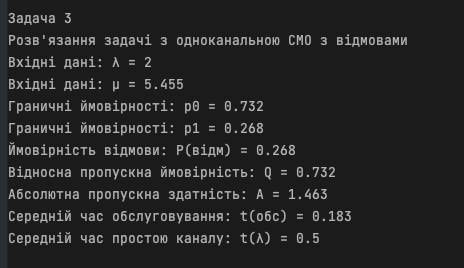 Задача 3
Розв'язання задачі з одноканальною СМО з відмовами
Вхідні дані: λ = 2
Вхідні дані: μ = 5.455
Граничні ймовірності: p0 = 0.732
Граничні ймовірності: p1 = 0.268
Ймовірність відмови: P(відм) = 0.268
Відносна пропускна ймовірність: Q = 0.732
Абсолютна пропускна здатність: A = 1.463
Середній час обслуговування: t(обс) = 0.183
Середній час простою каналу: t(λ) = 0.5